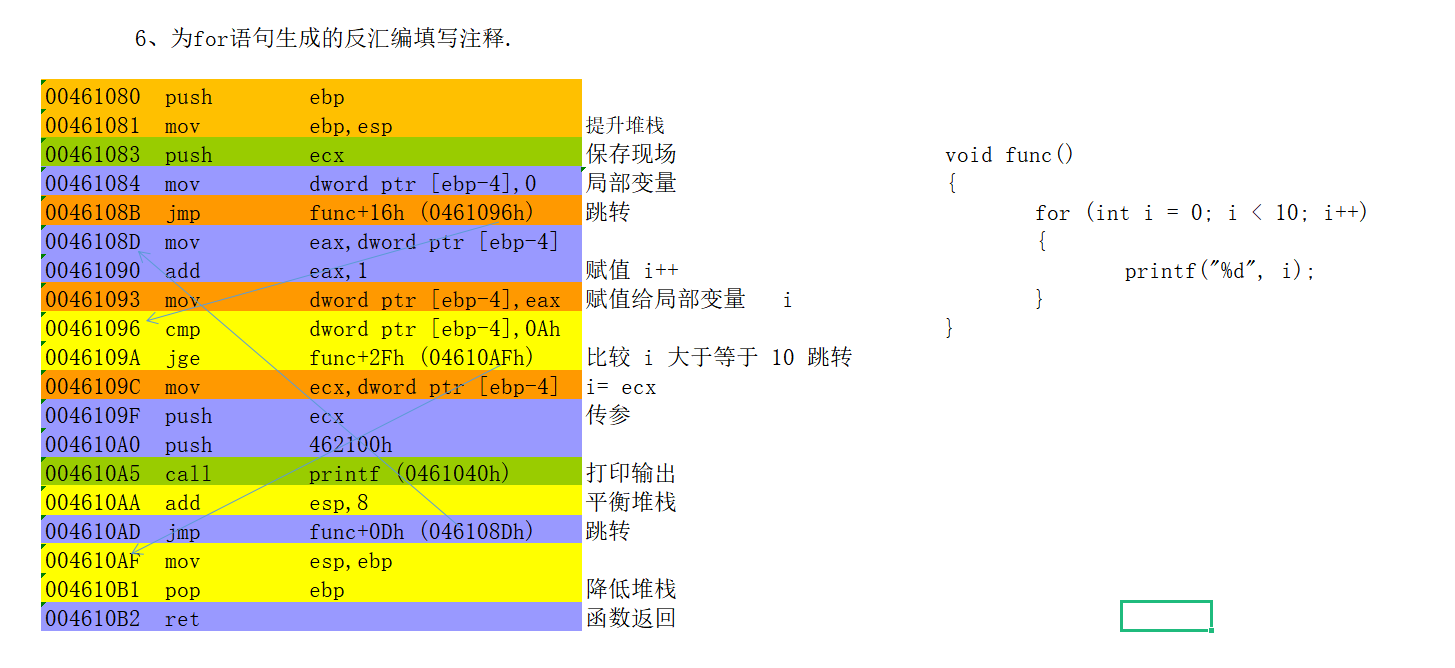 6、为for语句生成的反汇编填写注释.
00461080 push ebp
00461081 mov ebp,esp 提升堆栈
00461083 push ecx 保存现场 void func()
00461084 mov dword ptr [ebp-4],0 局部变量 {
0046108B jmp func+16h (0461096h) 跳转 for (int i = 0; i < 10; i++)
0046108D mov eax,dword ptr [ebp-4] {
00461090 add eax,1 赋值 i++ printf("%d", i);
00461093 mov dword ptr [ebp-4],eax 赋值给局部变量 i }
00461096 cmp dword ptr [ebp-4],0Ah }
0046109A jge func+2Fh (04610AFh) 比较 i 大于等于 10 跳转
0046109C mov ecx,dword ptr [ebp-4] i= ecx
0046109F push ecx 传参
004610A0 push 462100h
004610A5 call printf (0461040h) 打印输出
004610AA add esp,8 平衡堆栈
004610AD jmp func+0Dh (046108Dh) 跳转
004610AF mov esp,ebp
004610B1 pop ebp 降低堆栈
004610B2 ret 函数返回